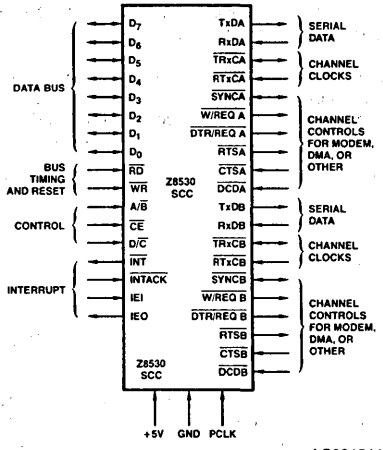 D7 TxDA SERIAL
D6 RxDA DATA
D5 TRxCA CHANNEL
D4 RTxCA CLOCKS
DATA BUS
D3 SYNCA
D2 W/REQ A
D1 DTR/REQ A CHANNEL
CONTROLS
FOR MODEM,
DMA, OR
OTHER
D0 RTSA
BUS
TIMING
AND RESET
RD CTSA
WR Z8530 DCDA
SCC
A/B TxDB SERIAL
DATA
CONTROL CE RxDB
D/C TRxCB CHANNEL
CLOCKS
INT RTxCB
INTERRUPT
INTACK SYNCB
IEI W/REQ B
IEO DTR/REQ B CHANNEL
CONTROLS
FOR MODEM,
DMA, OR
OTHER
RTSB
Z8530 CTSB
SCC DCDB
+5V GND PCLK